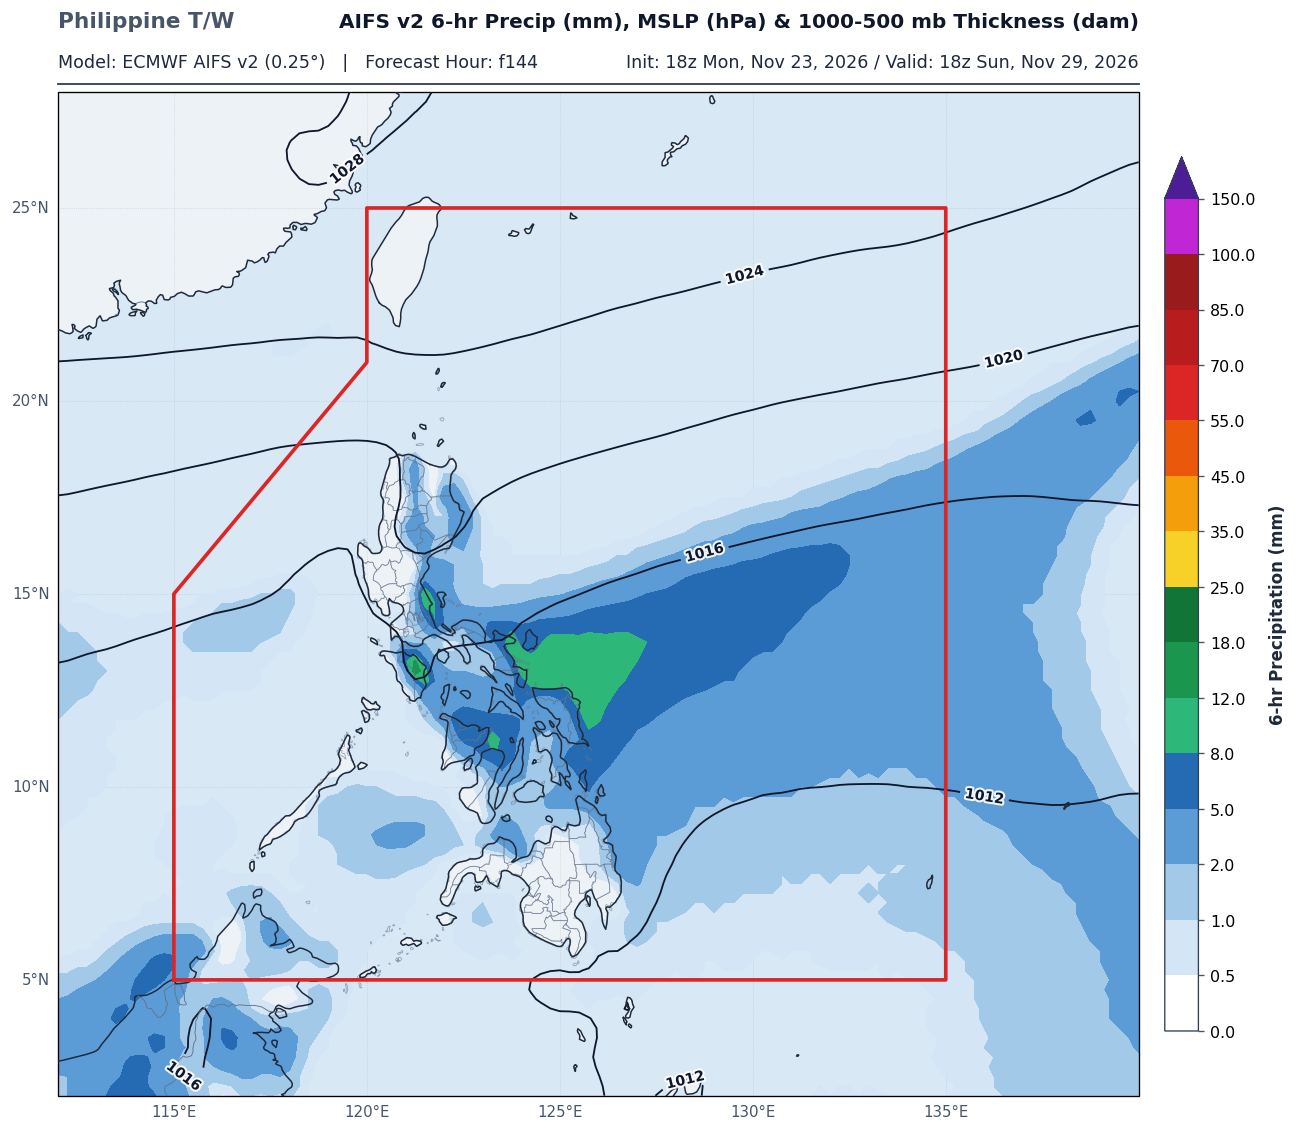 Philippine T/W
AIFS v2 6-hr Precip (mm), MSLP (hPa) & 1000-500 mb Thickness (dam)
Model: ECMWF AIFS v2 (0.25°) | Forecast Hour: f144
Init: 18z Mon, Nov 23, 2026 / Valid: 18z Sun, Nov 29, 2026
1028
1024
1020
1016
1012
1016
1012
25°N
20°N
15°N
10°N
5°N
115°E
120°E
125°E
130°E
135°E
150.0
100.0
85.0
70.0
55.0
45.0
35.0
25.0
18.0
12.0
8.0
5.0
2.0
1.0
0.5
0.0
6-hr Precipitation (mm)